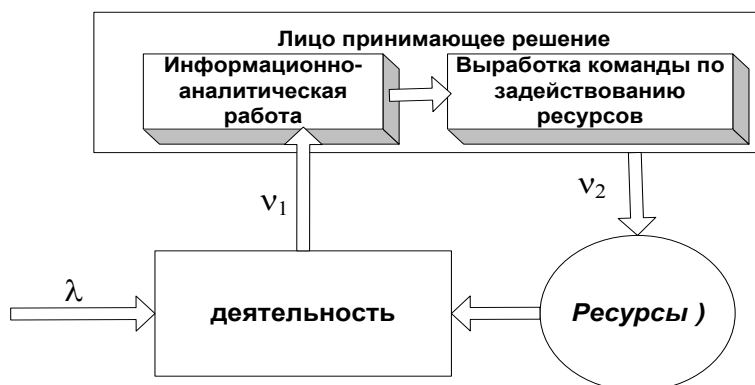 Лицо принимающее решение
Информационно-
аналитическая
работа
Выработка команды по
задействованию
ресурсов
ν1
ν2
λ
деятельность
Ресурсы )